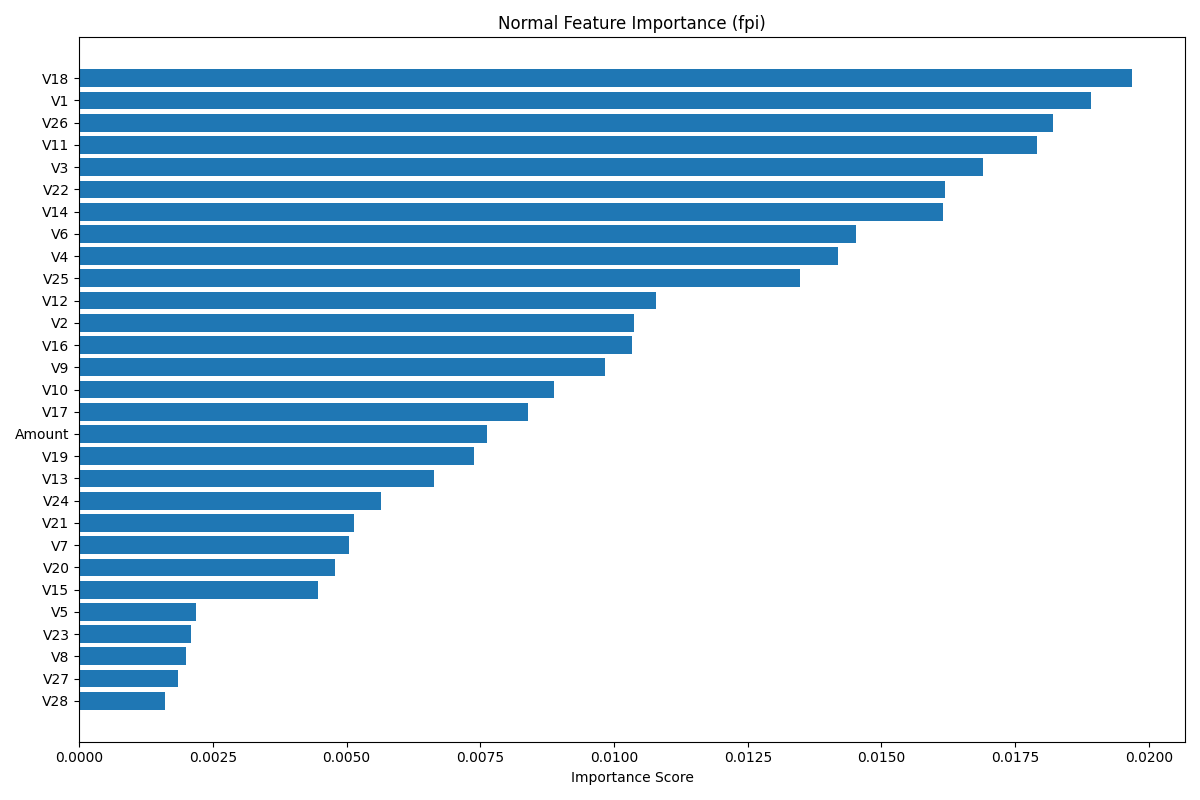 Normal Feature Importance (fpi)
V18
V1
V26
V11
V3
V22
V14
V6
V4
V25
V12
V2
V16
V9
V10
V17
Amount
V19
V13
V24
V21
V7
V20
V15
V5
V23
V8
V27
V28
0.0000 0.0025 0.0050 0.0075 0.0100 0.0125 0.0150 0.0175 0.0200
Importance Score